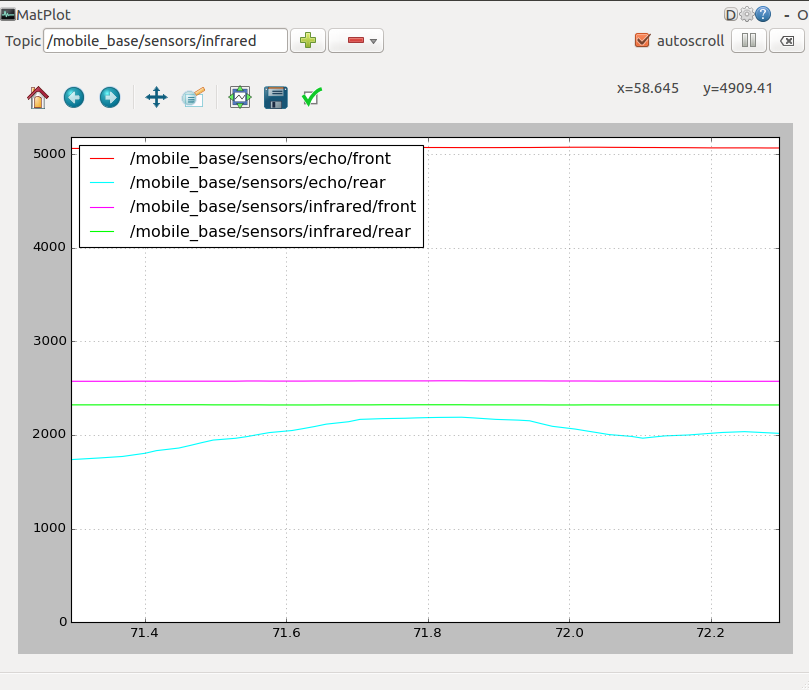 MatPlot
D
?
- O
Topic /mobile_base/sensors/infrared
autoscroll
x=58.645 y=4909.41
/mobile_base/sensors/echo/front
/mobile_base/sensors/echo/rear
/mobile_base/sensors/infrared/front
/mobile_base/sensors/infrared/rear
5000
4000
3000
2000
1000
0
71.4 71.6 71.8 72.0 72.2